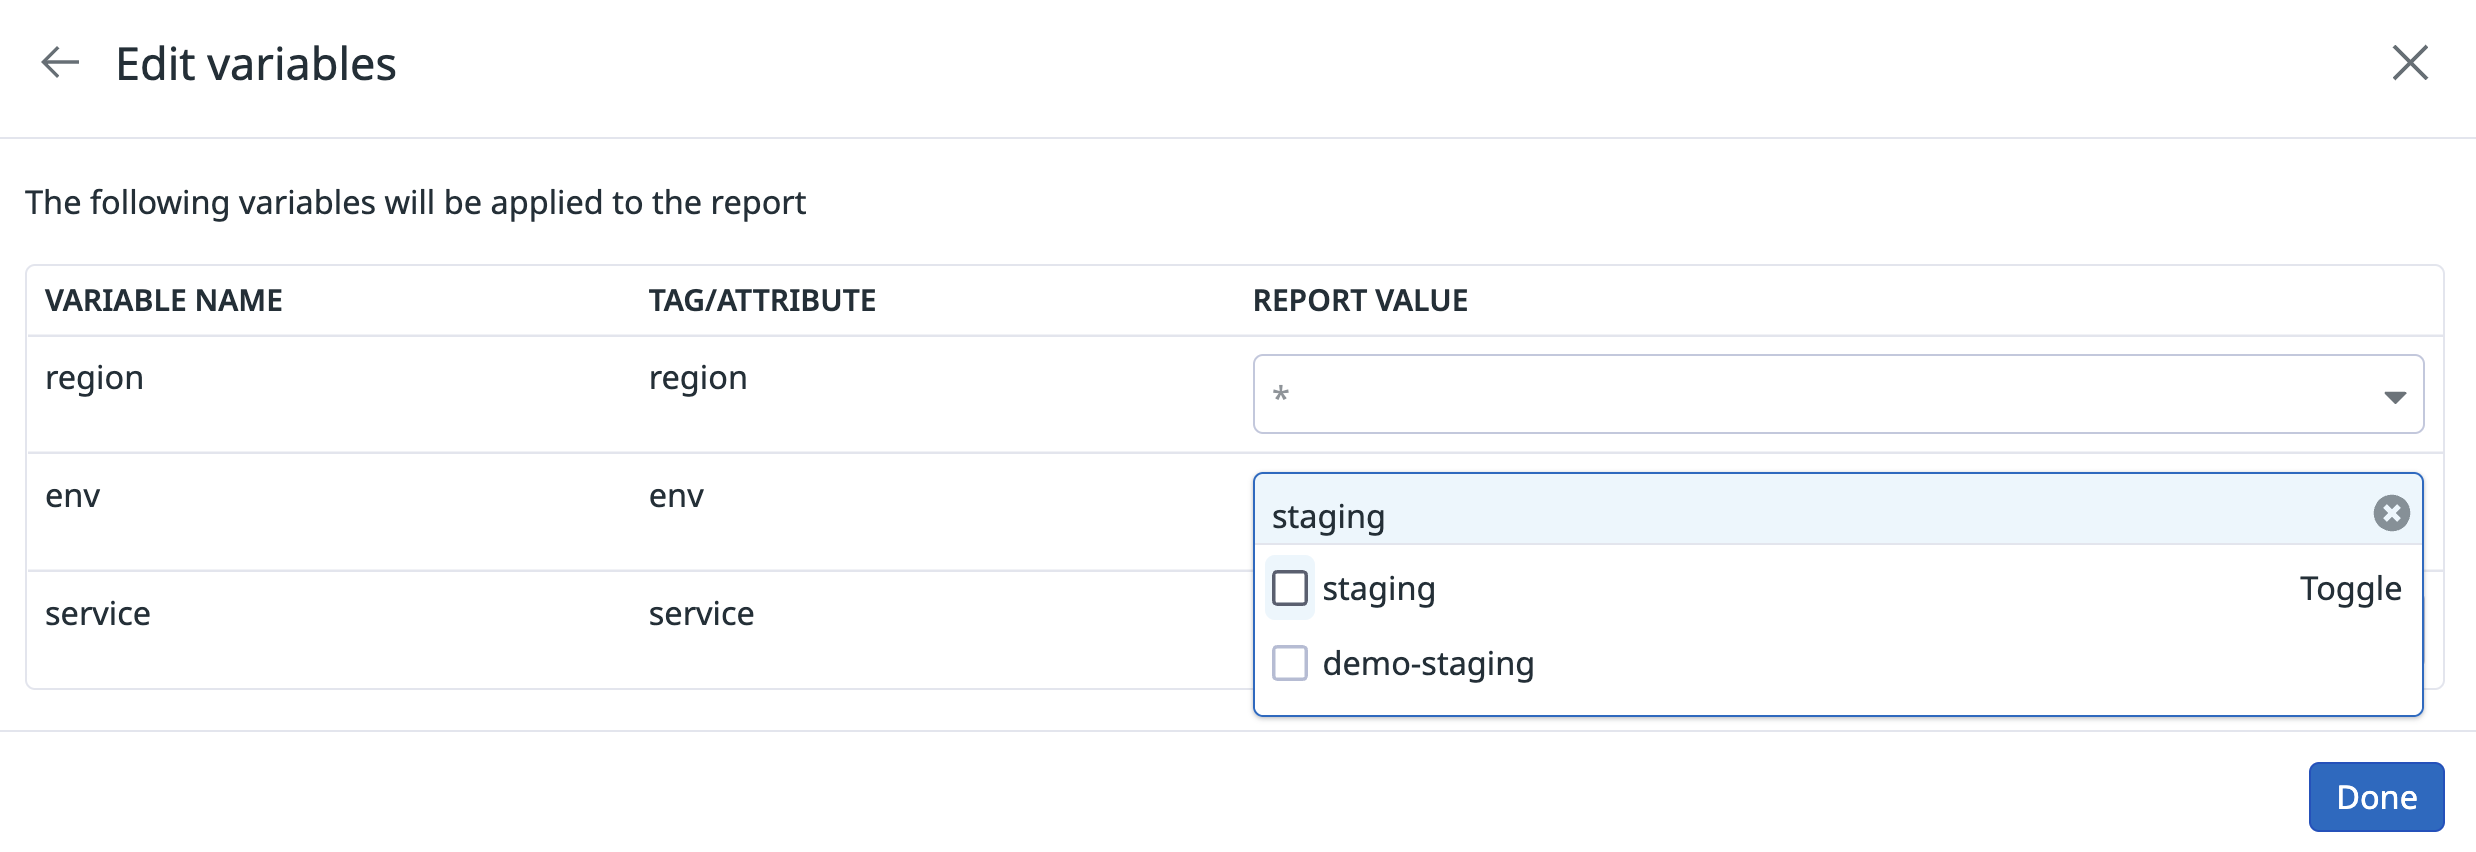 Edit variables
The following variables will be applied to the report
VARIABLE NAME TAG/ATTRIBUTE REPORT VALUE
region region *
env env staging
staging Toggle
service service
demo-staging
Done